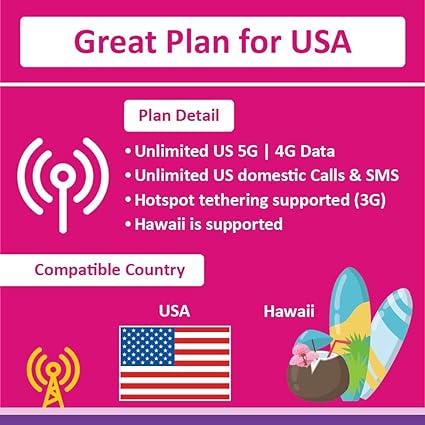 Great Plan for USA
Plan Detail
• Unlimited US 5G | 4G Data
• Unlimited US domestic Calls & SMS
• Hotspot tethering supported (3G)
• Hawaii is supported
Compatible Country
USA
Hawaii